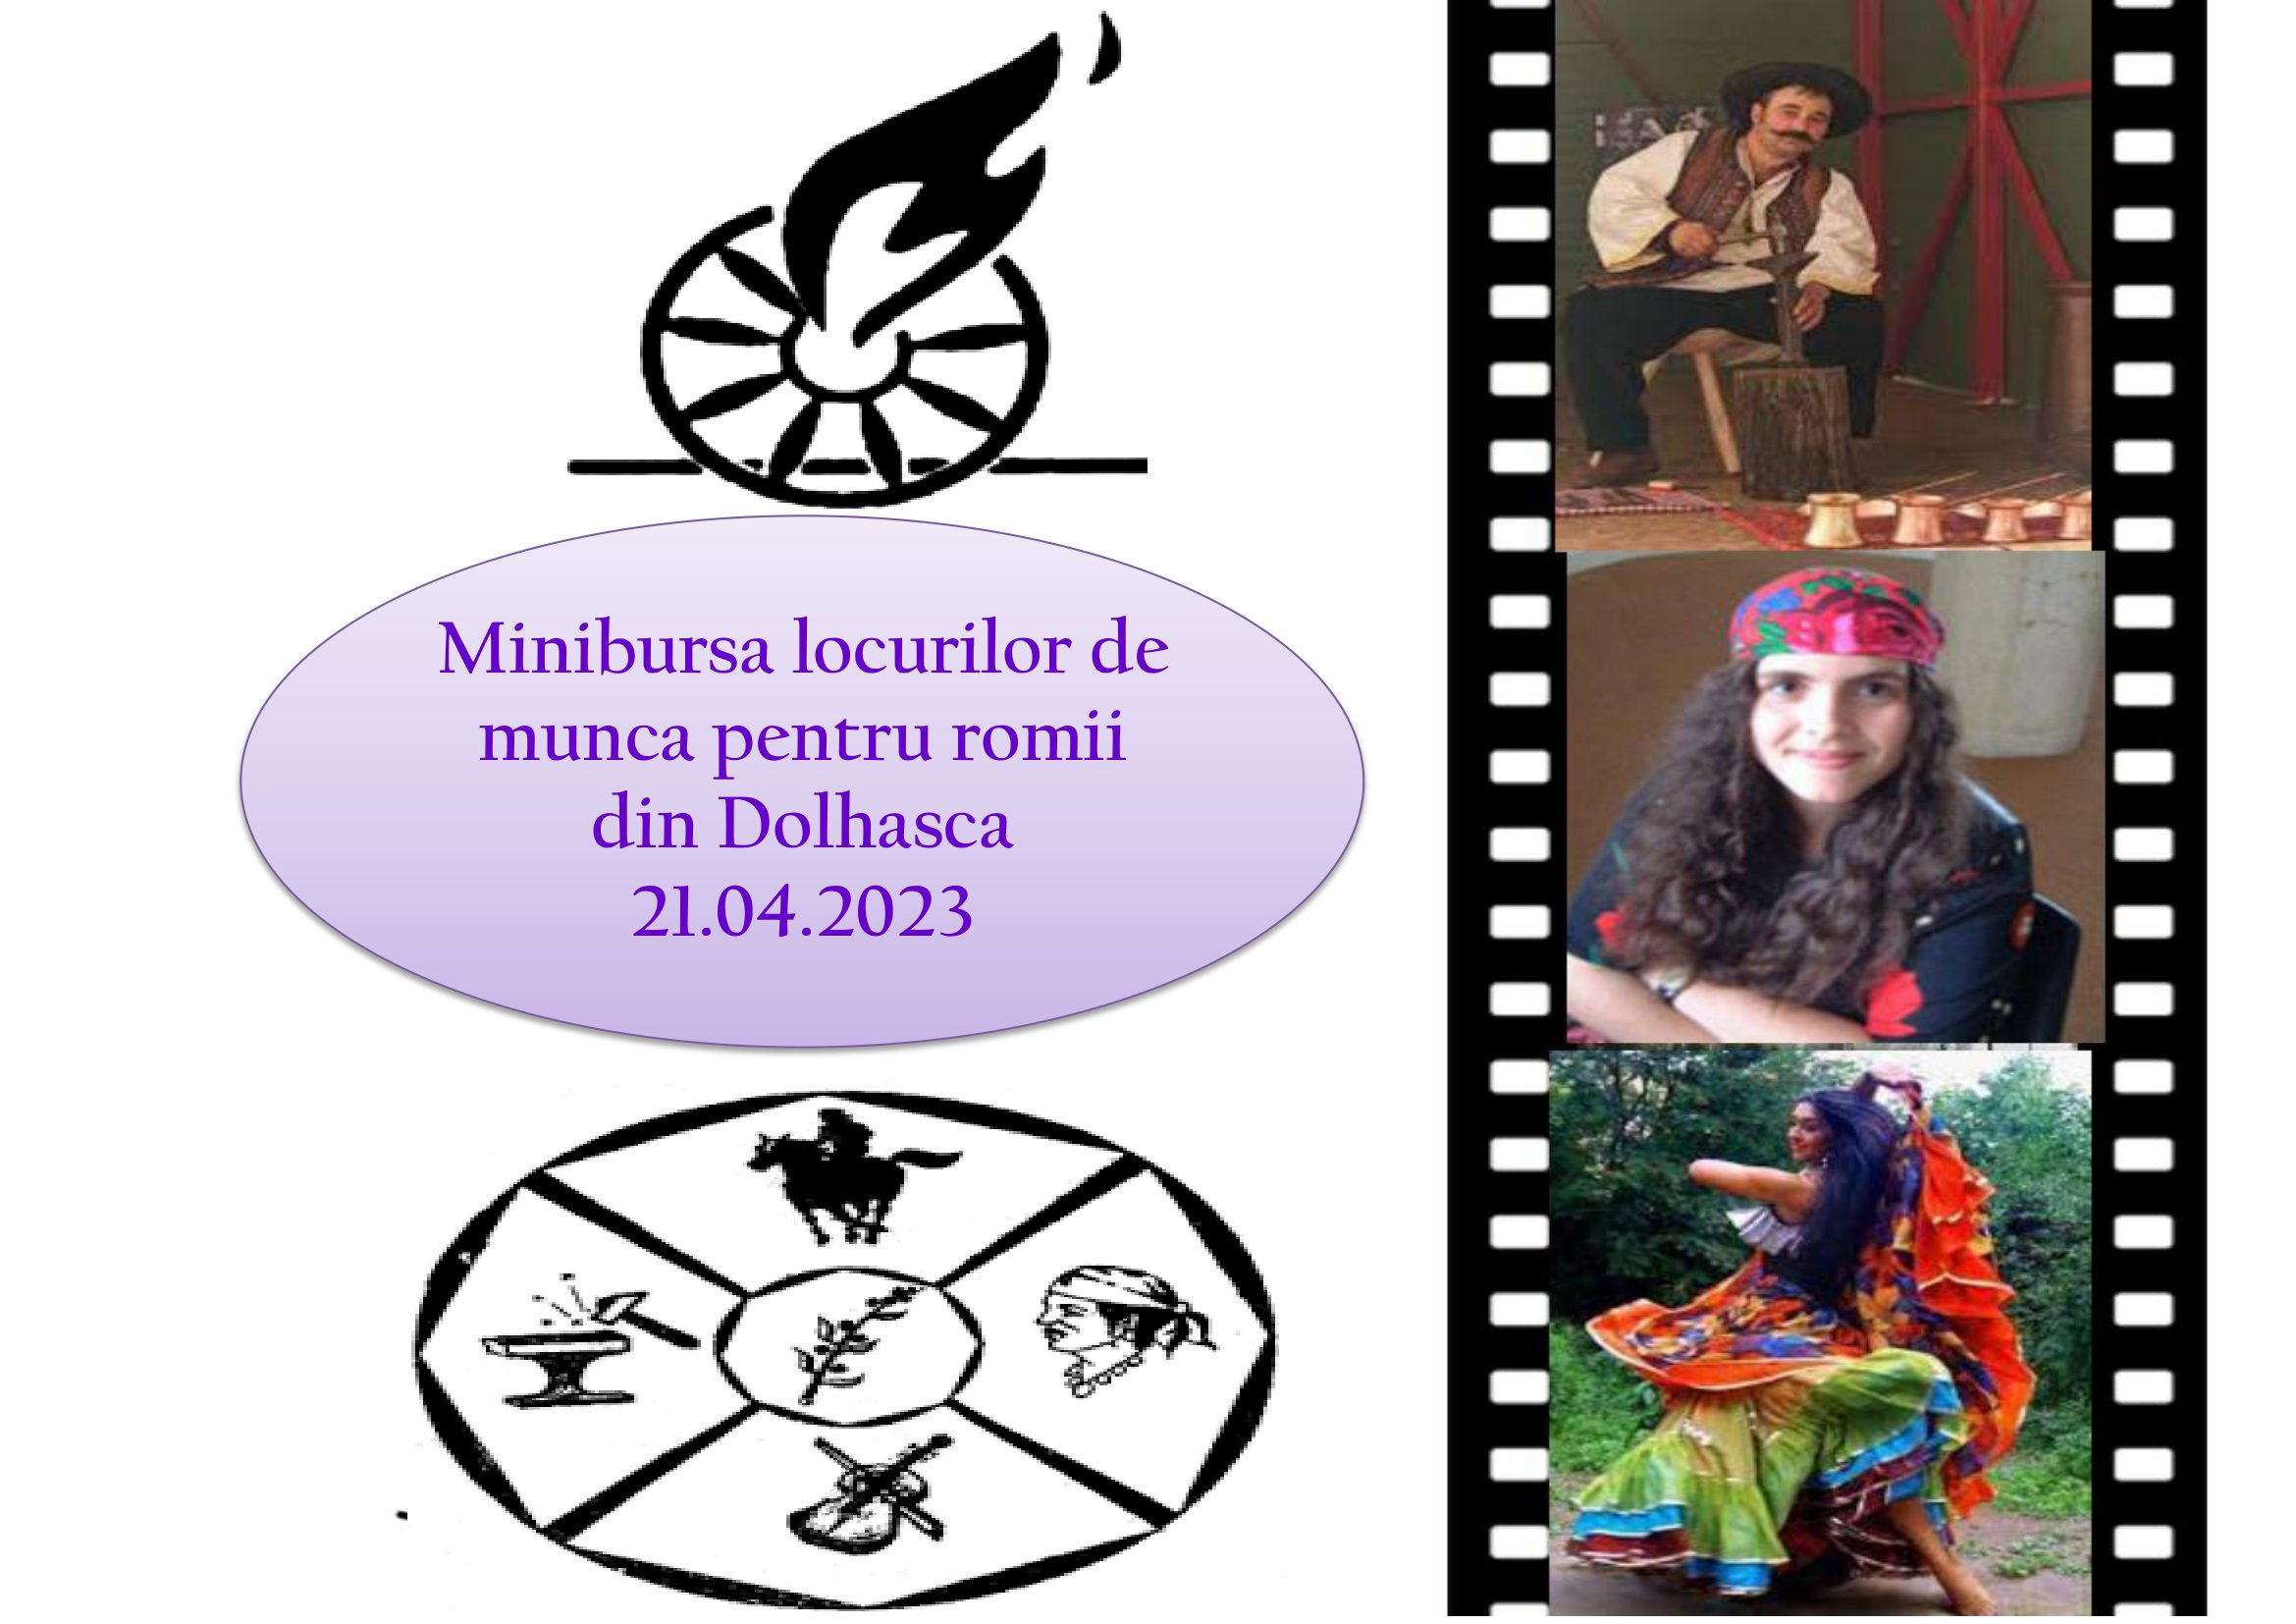 Minibursa locurilor de
munca pentru romii
din Dolhasca
21.04.2023